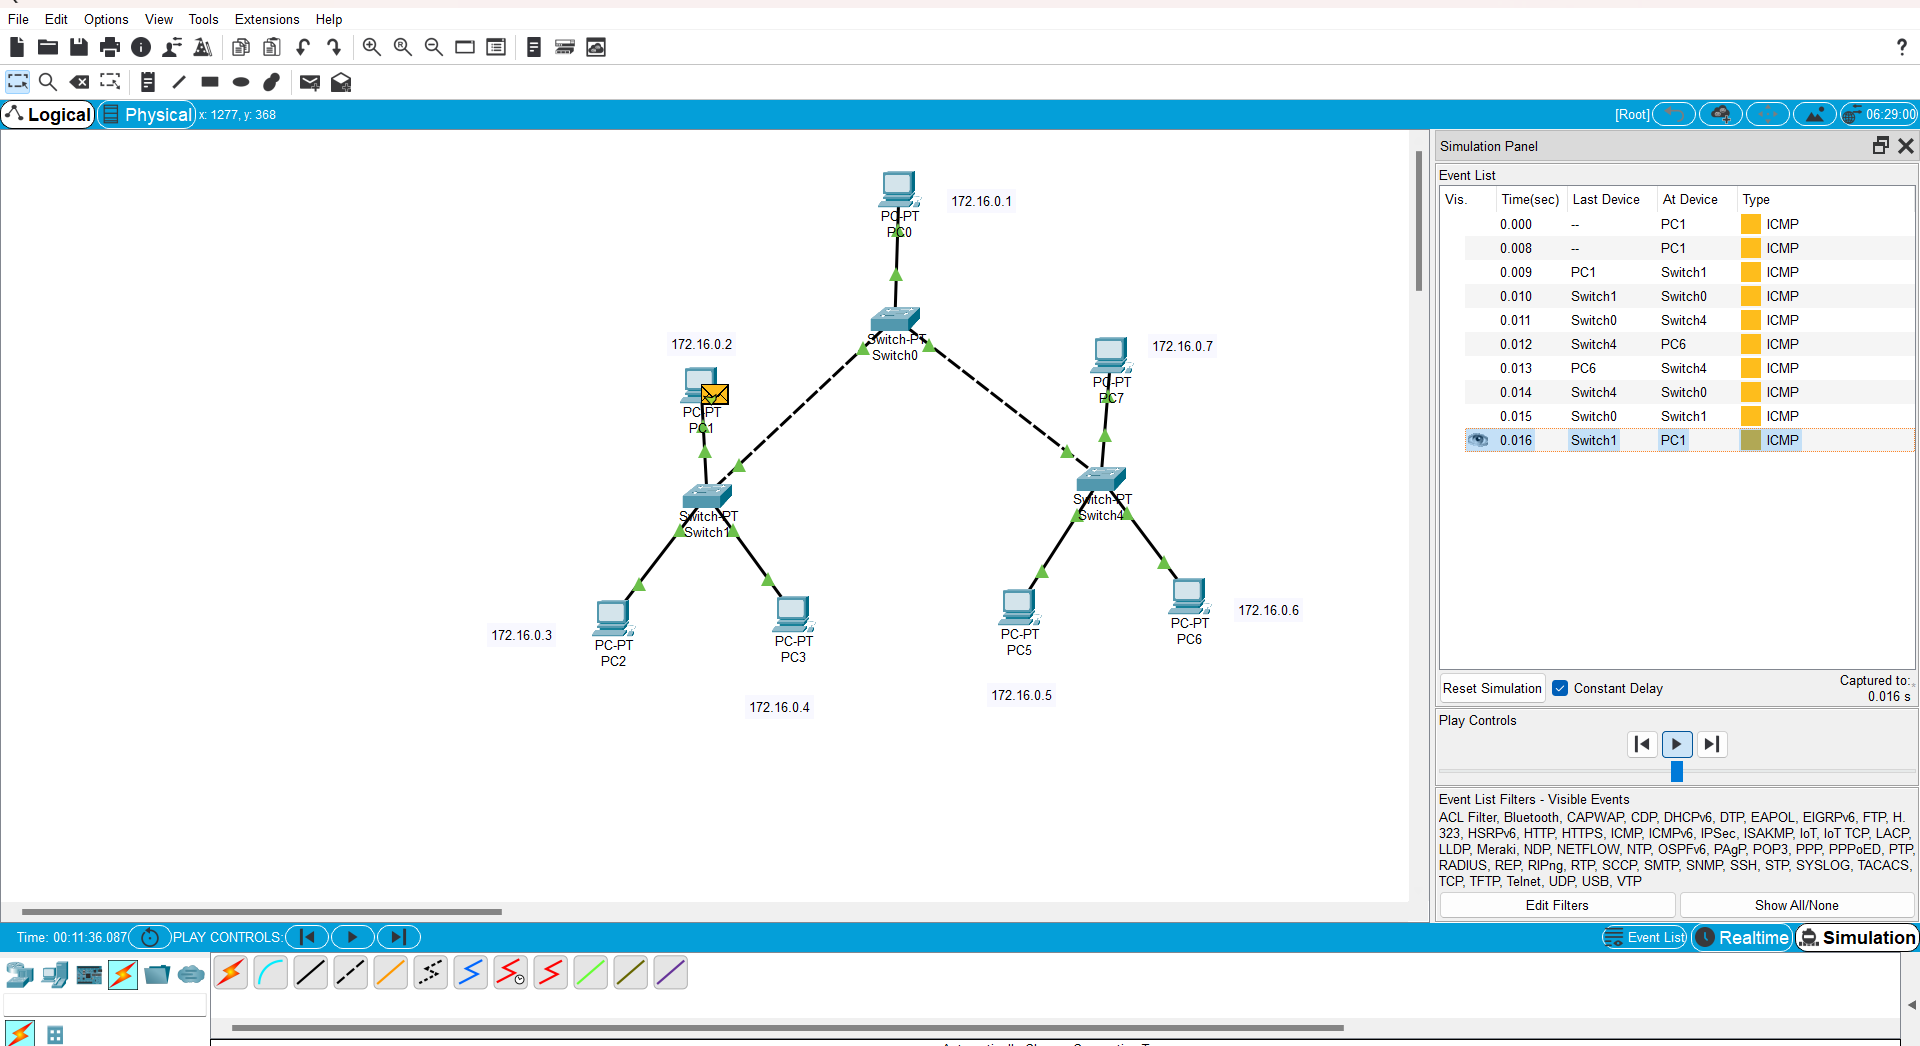 File Edit Options View Tools Extensions Help
?
Logical Physical x: 1277, y: 368 [Root] 06:29:00
Simulation Panel
Event List
Vis. Time(sec) Last Device At Device Type
0.000 -- PC1 ICMP
0.008 -- PC1 ICMP
0.009 PC1 Switch1 ICMP
0.010 Switch1 Switch0 ICMP
0.011 Switch0 Switch4 ICMP
0.012 Switch4 PC6 ICMP
0.013 PC6 Switch4 ICMP
0.014 Switch4 Switch0 ICMP
0.015 Switch0 Switch1 ICMP
0.016 Switch1 PC1 ICMP
Reset Simulation Constant Delay Captured to:
0.016 s
Play Controls
Event List Filters - Visible Events
ACL Filter, Bluetooth, CAPWAP, CDP, DHCPv6, DTP, EAPOL, EIGRPv6, FTP, H.
323, HSRPv6, HTTP, HTTPS, ICMP, ICMPv6, IPSec, ISAKMP, IoT, IoT TCP, LACP,
LLDP, Meraki, NDP, NETFLOW, NTP, OSPFv6, PAgP, POP3, PPP, PPPoED, PTP,
RADIUS, REP, RIPng, RTP, SCCP, SMTP, SNMP, SSH, STP, SYSLOG, TACACS,
TCP, TFTP, Telnet, UDP, USB, VTP
Edit Filters Show All/None
172.16.0.1
PC-PT
PC0
Switch-PT
Switch0
172.16.0.2
PC-PT
PC1
172.16.0.7
PC-PT
PC7
Switch-PT
Switch1
Switch-PT
Switch4
172.16.0.3
PC-PT
PC2
PC-PT
PC3
172.16.0.4
PC-PT
PC5
172.16.0.5
PC-PT
PC6
172.16.0.6
Time: 00:11:36.087 PLAY CONTROLS: Event List Realtime Simulation